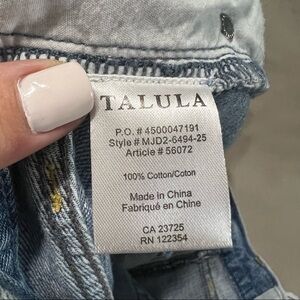 TALULA
P.O. # 4500047191
Style # MJD2-6494-25
Article # 56072
100% Cotton/Coton
Made in China
Fabriqué en Chine
CA 23725
RN 122354